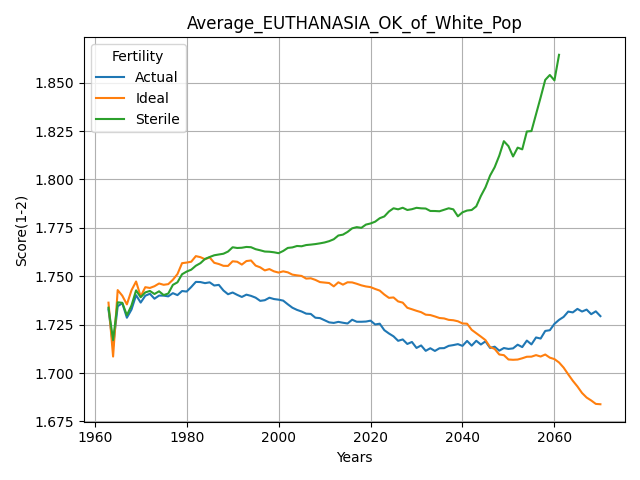 Average_EUTHANASIA_OK_of_White_Pop
Fertility
Actual
Ideal
Sterile
Score(1-2)
1.850
1.825
1.800
1.775
1.750
1.725
1.700
1.675
1960 1980 2000 2020 2040 2060
Years